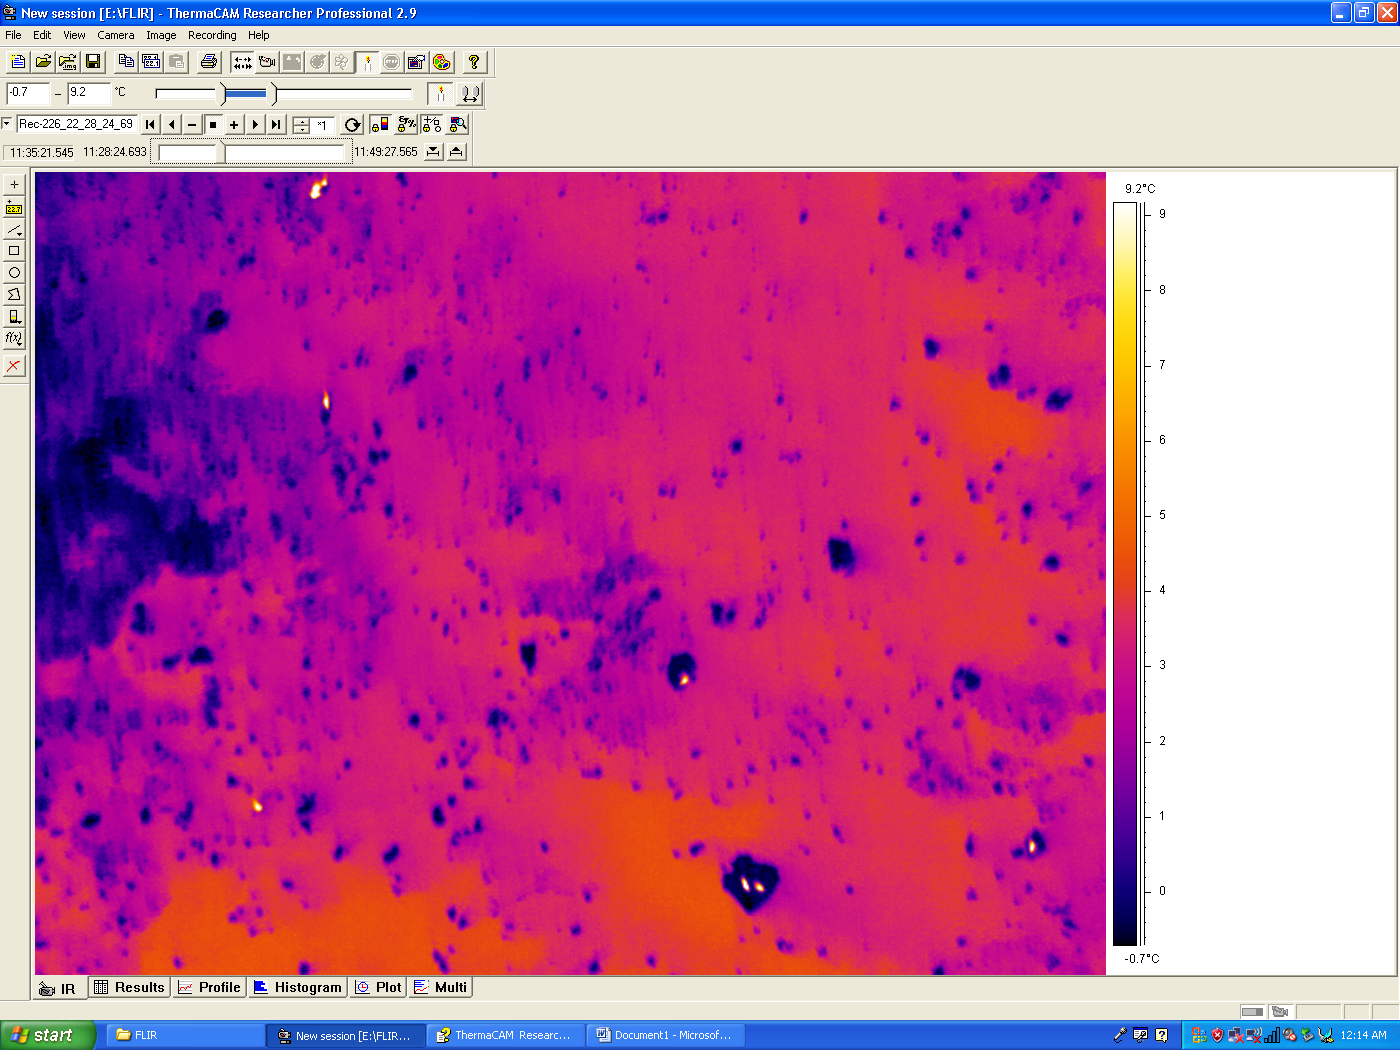 New session [E:\FLIR] - ThermaCAM Researcher Professional 2.9
File Edit View Camera Image Recording Help
-0.7 – 9.2 °C
Rec-226_22_28_24_69 *1
11:35:21.545 11:28:24.693 11:49:27.565
22.7
f(x)
9.2°C
9
8
7
6
5
4
3
2
1
0
-0.7°C
IR Results Profile Histogram Plot Multi
start FLIR New session [E:\FLIR... ThermaCAM Researc... Document1 - Microsof... 12:14 AM